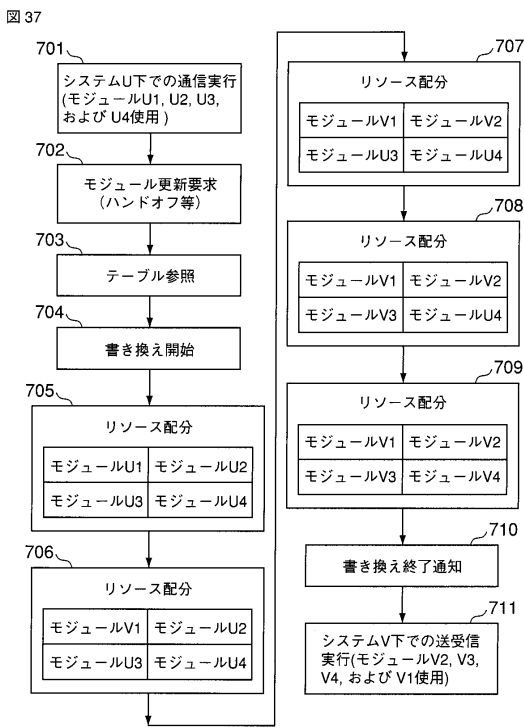 図 37
701
システムU下での通信実行
(モジュールU1, U2, U3,
および U4使用 )
702
モジュール更新要求
(ハンドオフ等)
703
テーブル参照
704
書き換え開始
705
リソース配分
モジュールU1 モジュールU2
モジュールU3 モジュールU4
706
リソース配分
モジュールV1 モジュールU2
モジュールU3 モジュールU4
707
リソース配分
モジュールV1 モジュールV2
モジュールU3 モジュールU4
708
リソース配分
モジュールV1 モジュールV2
モジュールV3 モジュールU4
709
リソース配分
モジュールV1 モジュールV2
モジュールV3 モジュールV4
710
書き換え終了通知
711
システムV下での送受信
実行(モジュールV2, V3,
V4, および V1使用)